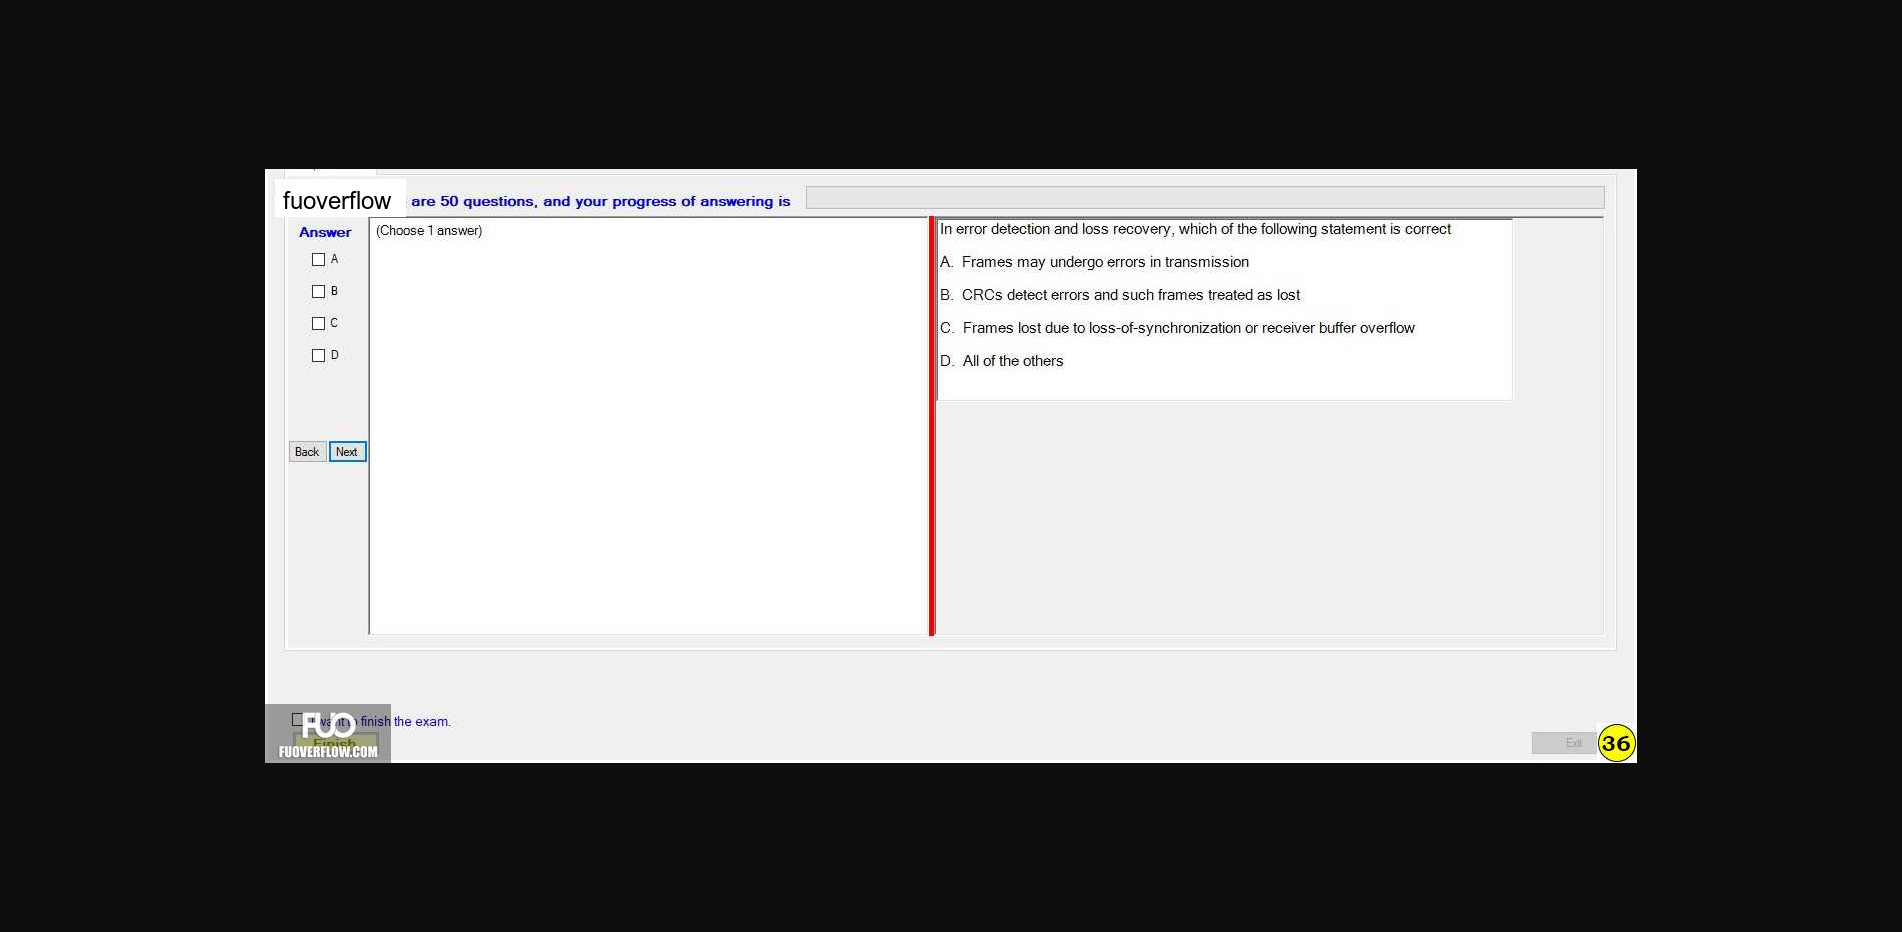 fuoverflow are 50 questions, and your progress of answering is
Answer
A
B
C
D
Back Next
(Choose 1 answer)
In error detection and loss recovery, which of the following statement is correct
A. Frames may undergo errors in transmission
B. CRCs detect errors and such frames treated as lost
C. Frames lost due to loss-of-synchronization or receiver buffer overflow
D. All of the others
I want to finish the exam.
Finish
FUO
FUOVERFLOW.COM
Exit
36